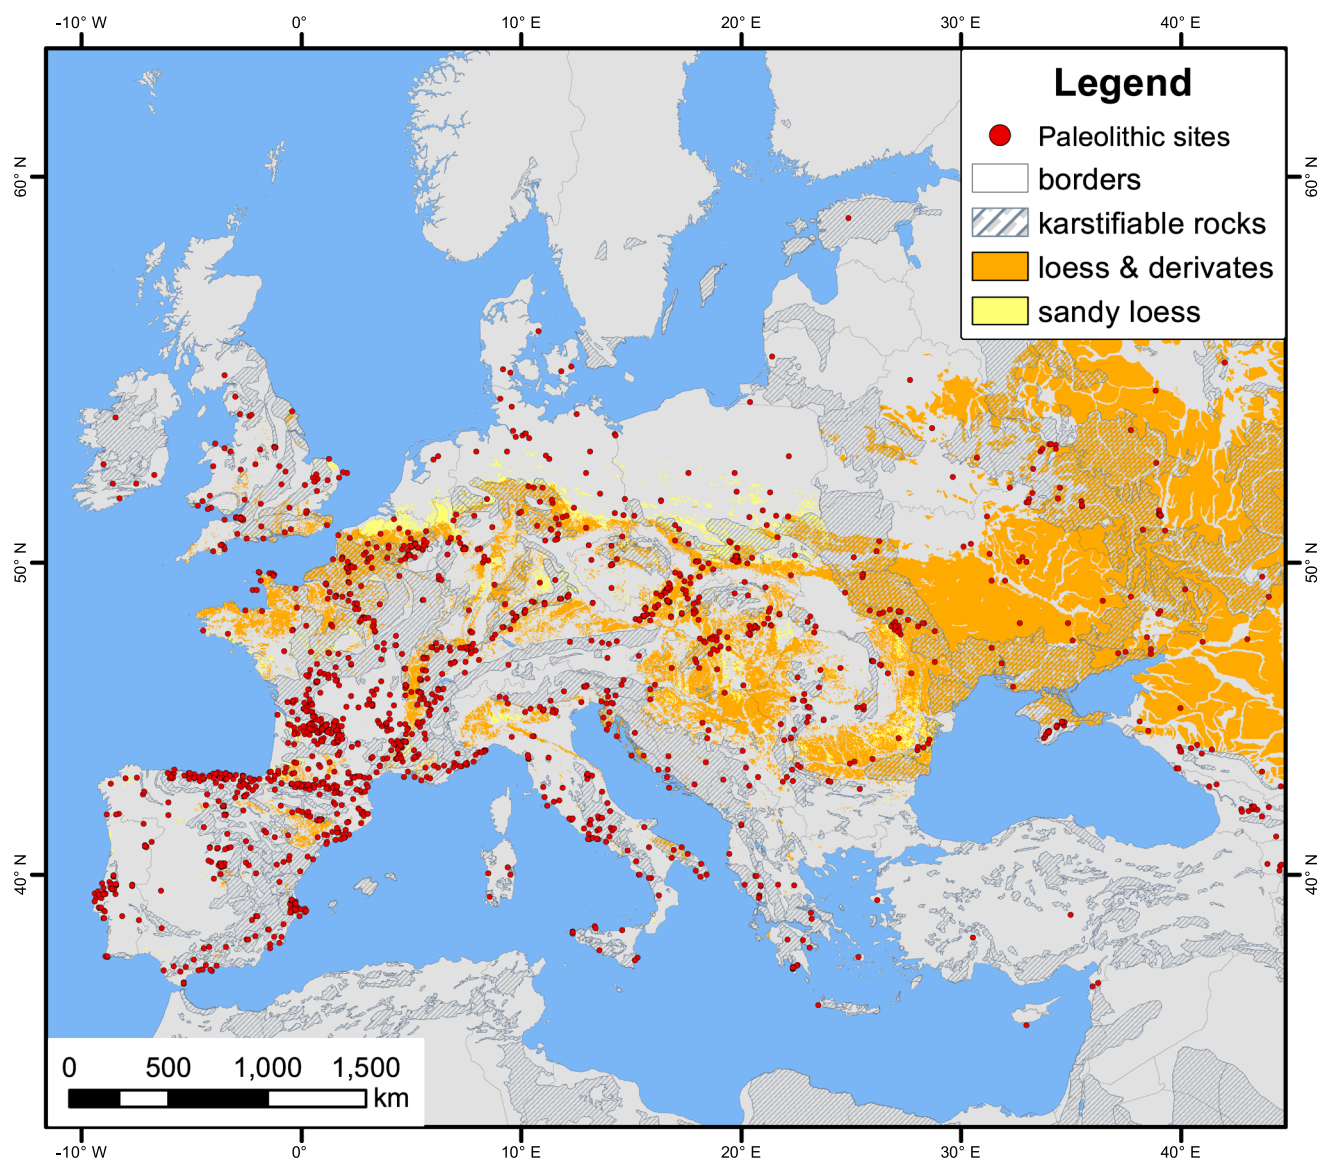 -10° W 0° 10° E 20° E 30° E 40° E
Legend
Paleolithic sites
borders
karstifiable rocks
loess & derivates
sandy loess
60° N 60° N
50° N 50° N
40° N 40° N
0 500 1,000 1,500
km
-10° W 0° 10° E 20° E 30° E 40° E